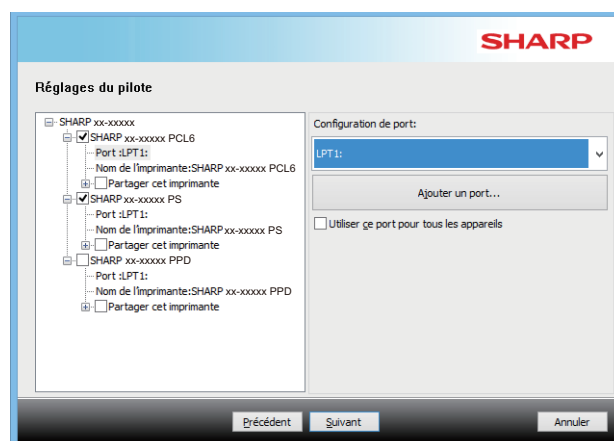 SHARP
Réglages du pilote
SHARP xx-xxxxx
SHARP xx-xxxxx PCL6
Port :LPT1:
Nom de l'imprimante:SHARP xx-xxxxx PCL6
Partager cet imprimante
SHARP xx-xxxxx PS
Port :LPT1:
Nom de l'imprimante:SHARP xx-xxxxx PS
Partager cet imprimante
SHARP xx-xxxxx PPD
Port :LPT1:
Nom de l'imprimante:SHARP xx-xxxxx PPD
Partager cet imprimante
Configuration de port:
LPT1:
Ajouter un port...
Utiliser ce port pour tous les appareils
Précédent
Suivant
Annuler